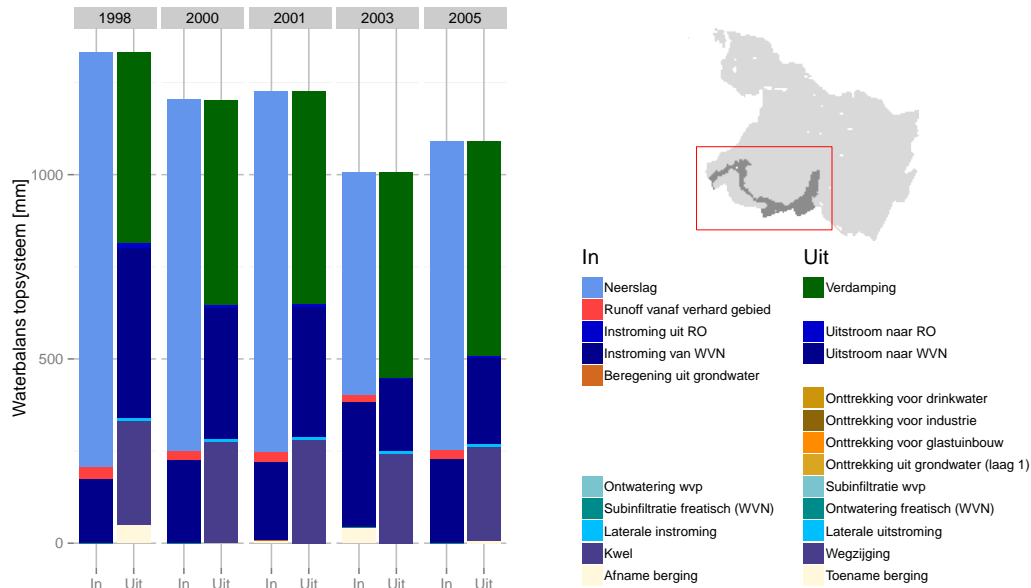 1998 2000 2001 2003 2005
Waterbalans topsysteem [mm]
1000
500
0
In Uit In Uit In Uit In Uit In Uit
In
Neerslag
Runoff vanaf verhard gebied
Instroming uit RO
Instroming van WVN
Beregening uit grondwater
Ontwatering wvp
Subinfiltratie freatisch (WVN)
Laterale instroming
Kwel
Afname berging
Uit
Verdamping
Uitstroom naar RO
Uitstroom naar WVN
Onttrekking voor drinkwater
Onttrekking voor industrie
Onttrekking voor glastuinbouw
Onttrekking uit grondwater (laag 1)
Subinfiltratie wvp
Ontwatering freatisch (WVN)
Laterale uitstroming
Wegzijging
Toename berging